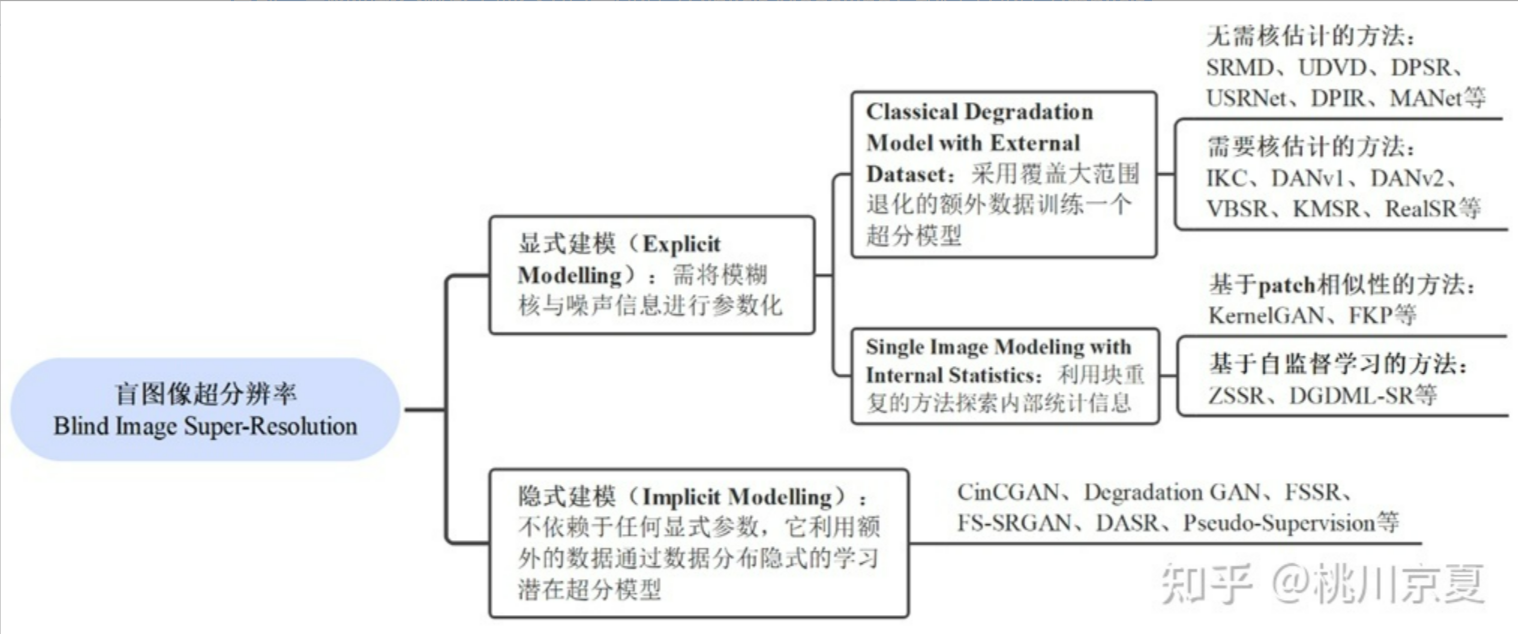 盲图像超分辨率
Blind Image Super-Resolution
显式建模（Explicit
Modelling）：需将模糊
核与噪声信息进行参数化
Classical Degradation
Model with External
Dataset：采用覆盖大范围
退化的额外数据训练一个
超分模型
无需核估计的方法：
SRMD、UDVD、DPSR、
USRNet、DPIR、MANet等
需要核估计的方法：
IKC、DANv1、DANv2、
VBSR、KMSR、RealSR等
Single Image Modeling with
Internal Statistics：利用块重
复的方法探索内部统计信息
基于patch相似性的方法：
KernelGAN、FKP等
基于自监督学习的方法：
ZSSR、DGDML-SR等
隐式建模（Implicit Modelling）：
不依赖于任何显式参数，它利用额
外的数据通过数据分布隐式的学习
潜在超分模型
CinCGAN、Degradation GAN、FSSR、
FS-SRGAN、DASR、Pseudo-Supervision等
知乎 @桃川京夏